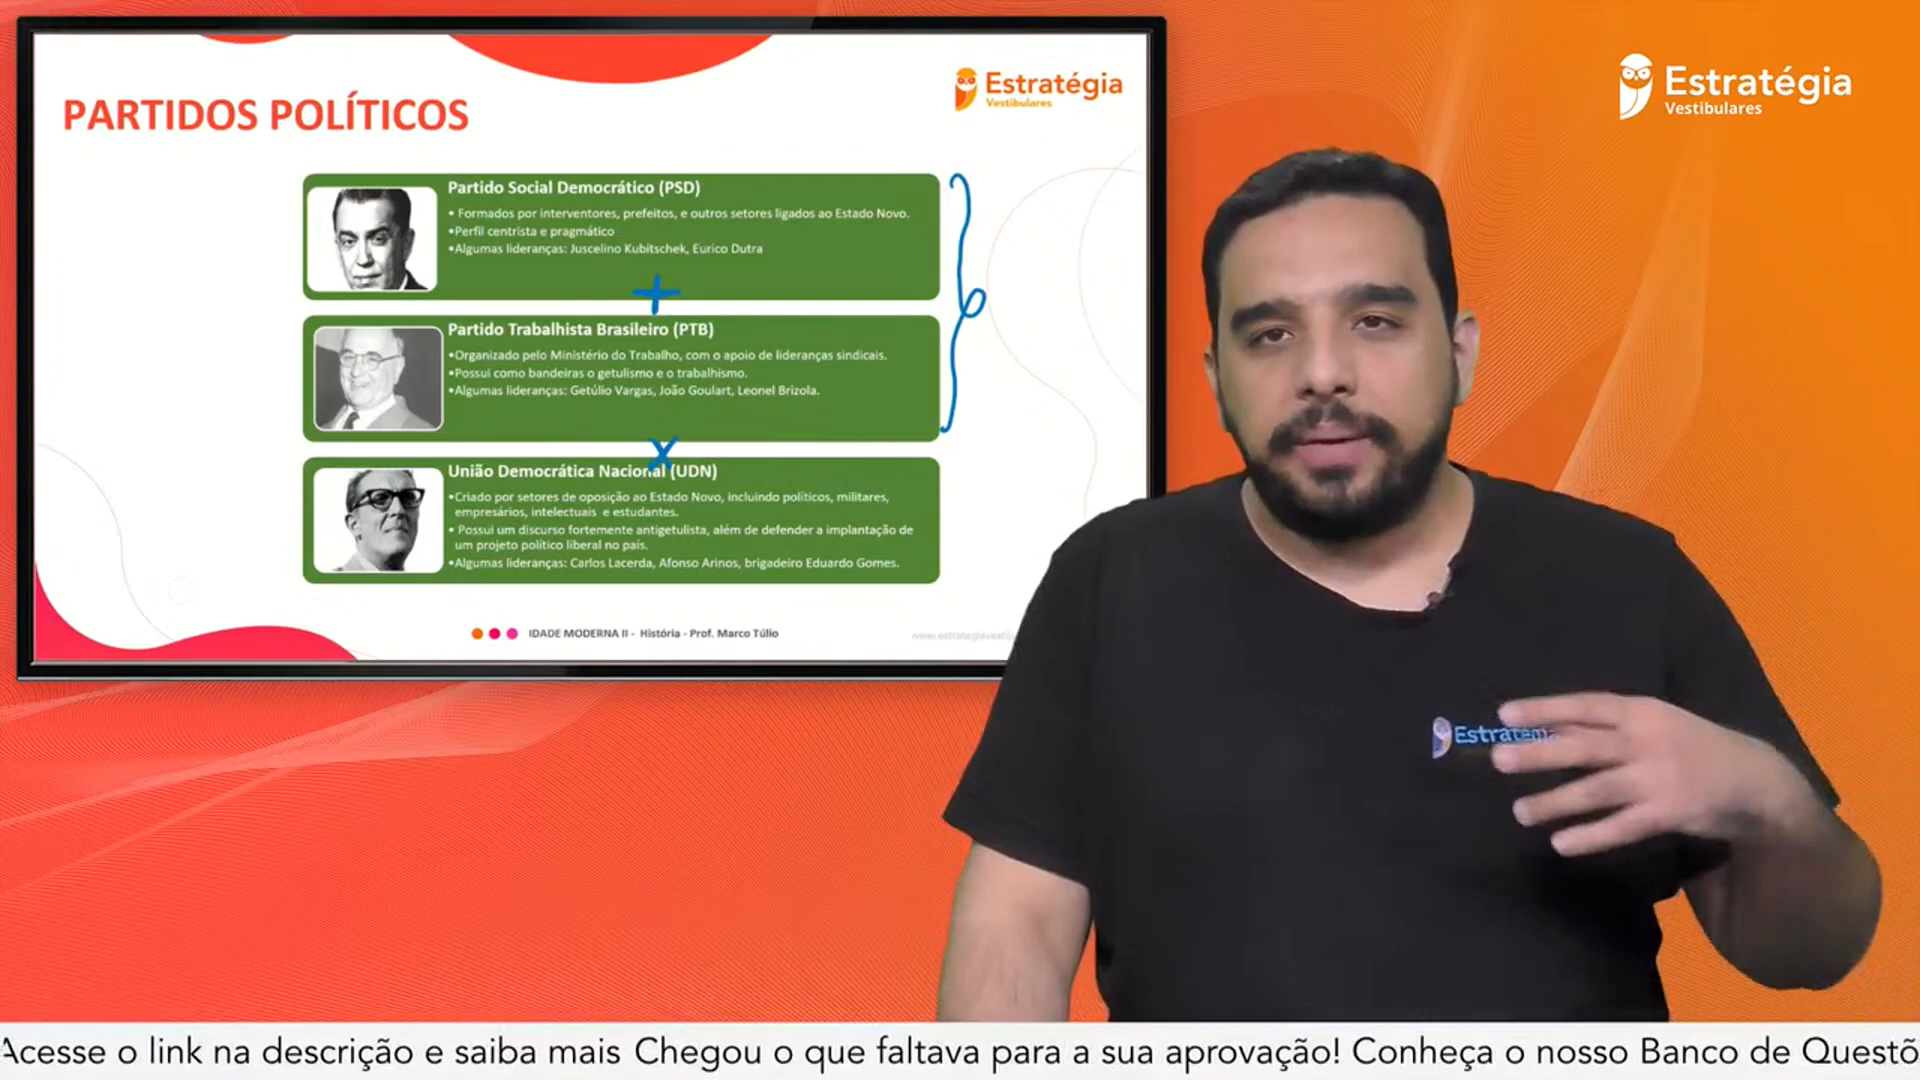 PARTIDOS POLÍTICOS
Estratégia
Vestibulares
Estratégia
Vestibulares
Partido Social Democrático (PSD)
• Formados por interventores, prefeitos, e outros setores ligados ao Estado Novo.
•Perfil centrista e pragmático
•Algumas lideranças: Juscelino Kubitschek, Eurico Dutra
+
Partido Trabalhista Brasileiro (PTB)
•Organizado pelo Ministério do Trabalho, com o apoio de lideranças sindicais.
•Possui como bandeiras o getulismo e o trabalhismo.
•Algumas lideranças: Getúlio Vargas, João Goulart, Leonel Brizola.
x
União Democrática Nacional (UDN)
•Criado por setores de oposição ao Estado Novo, incluindo políticos, militares,
empresários, intelectuais e estudantes.
• Possui um discurso fortemente antigetulista, além de defender a implantação de
um projeto político liberal no país.
•Algumas lideranças: Carlos Lacerda, Afonso Arinos, brigadeiro Eduardo Gomes.
IDADE MODERNA II - História - Prof. Marco Túlio
Estratégia
Acesse o link na descrição e saiba mais Chegou o que faltava para a sua aprovação! Conheça o nosso Banco de Questõ